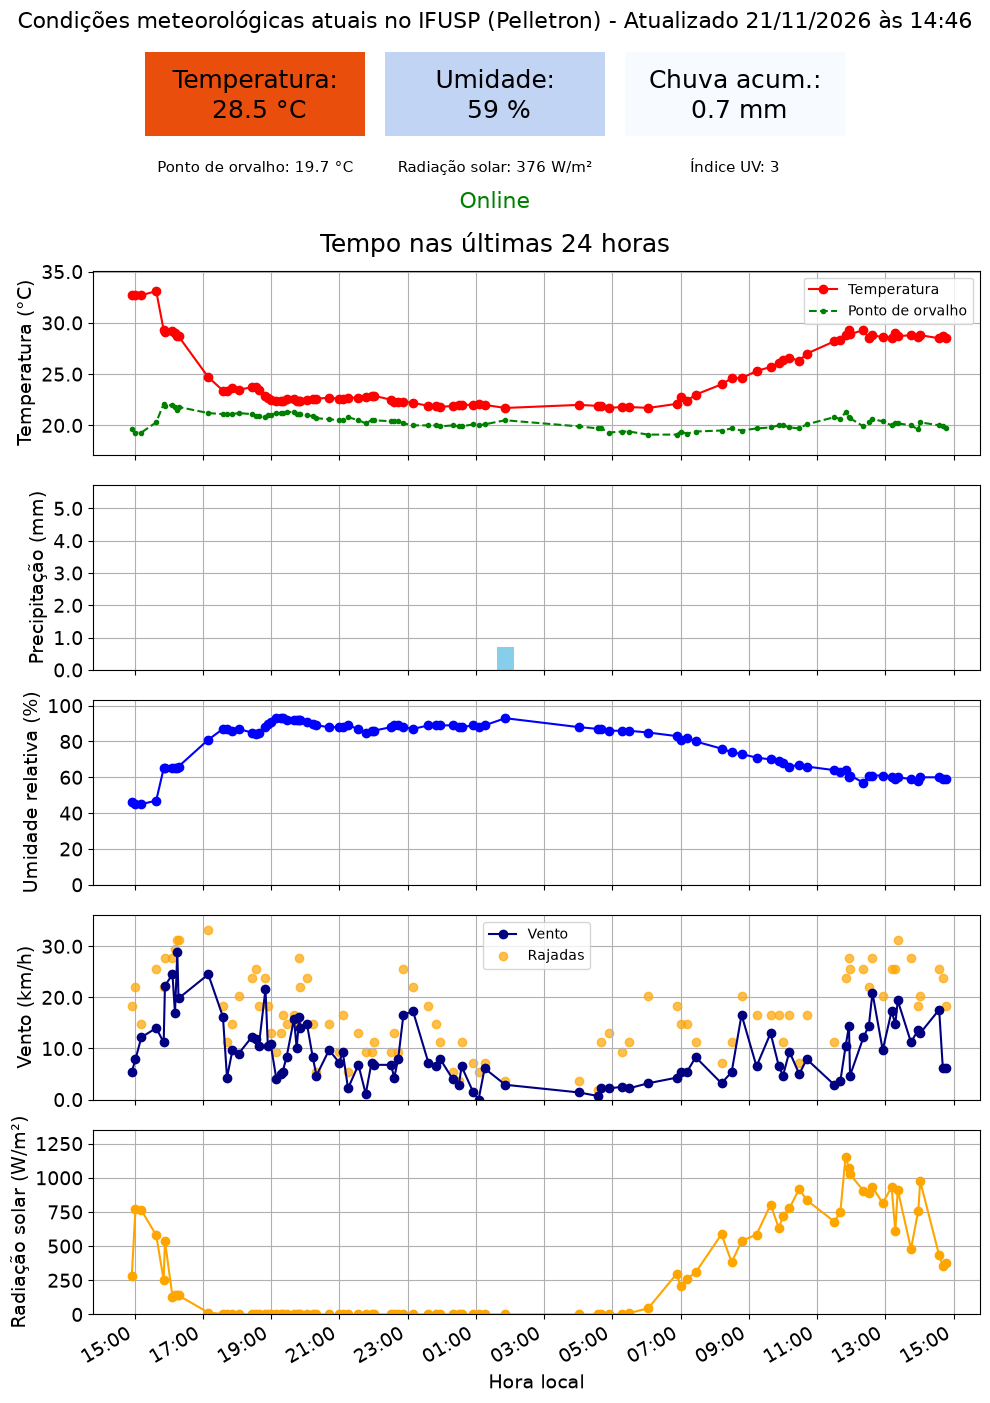 Condições meteorológicas atuais no IFUSP (Pelletron) - Atualizado 21/11/2026 às 14:46
Temperatura:
28.5 °C
Umidade:
59 %
Chuva acum.:
0.7 mm
Ponto de orvalho: 19.7 °C
Radiação solar: 376 W/m²
Índice UV: 3
Online
Tempo nas últimas 24 horas
Temperatura (°C)
35.0
30.0
25.0
20.0
Temperatura
Ponto de orvalho
Precipitação (mm)
5.0
4.0
3.0
2.0
1.0
0.0
Umidade relativa (%)
100
80
60
40
20
0
Vento (km/h)
30.0
20.0
10.0
0.0
Vento
Rajadas
Radiação solar (W/m²)
1250
1000
750
500
250
0
15:00
17:00
19:00
21:00
23:00
01:00
03:00
05:00
07:00
09:00
11:00
13:00
15:00
Hora local